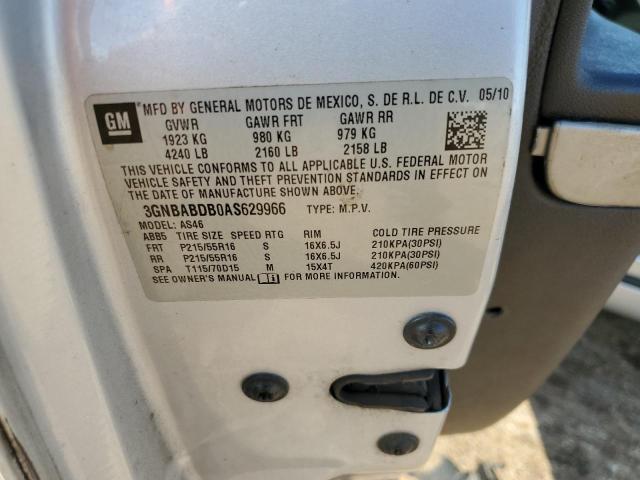 GM
MFD BY GENERAL MOTORS DE MEXICO, S. DE R.L. DE C.V. 05/10
GVWR GAWR FRT GAWR RR
1923 KG 980 KG 979 KG
4240 LB 2160 LB 2158 LB
THIS VEHICLE CONFORMS TO ALL APPLICABLE U.S. FEDERAL MOTOR
VEHICLE SAFETY AND THEFT PREVENTION STANDARDS IN EFFECT ON
THE DATE OF MANUFACTURE SHOWN ABOVE.
3GNBABDB0AS629966 TYPE: M.P.V.
MODEL: AS46
ABB5 TIRE SIZE SPEED RTG RIM COLD TIRE PRESSURE
FRT P215/55R16 S 16X6.5J 210KPA(30PSI)
RR P215/55R16 S 16X6.5J 210KPA(30PSI)
SPA T115/70D15 M 15X4T 420KPA(60PSI)
SEE OWNER'S MANUAL FOR MORE INFORMATION.